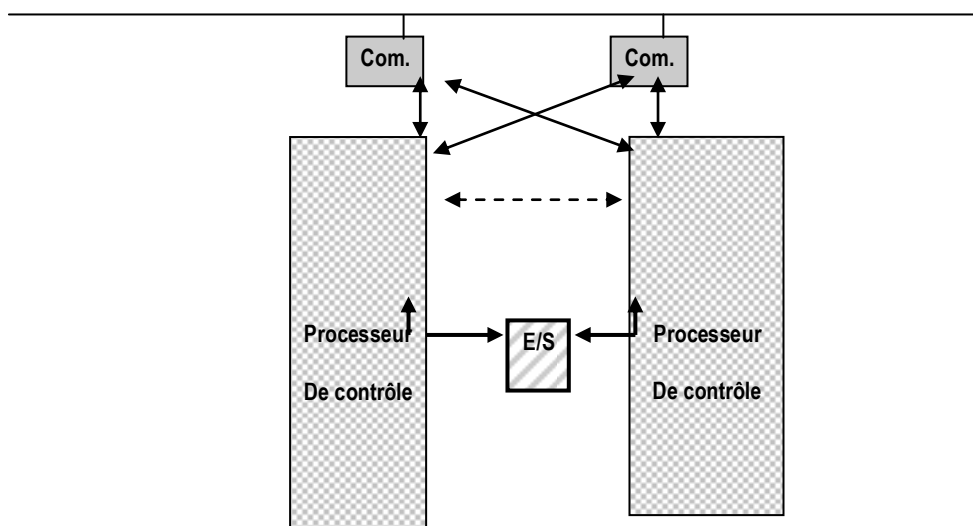 Com.
Com.
Processeur
De contrôle
E/S
Processeur
De contrôle